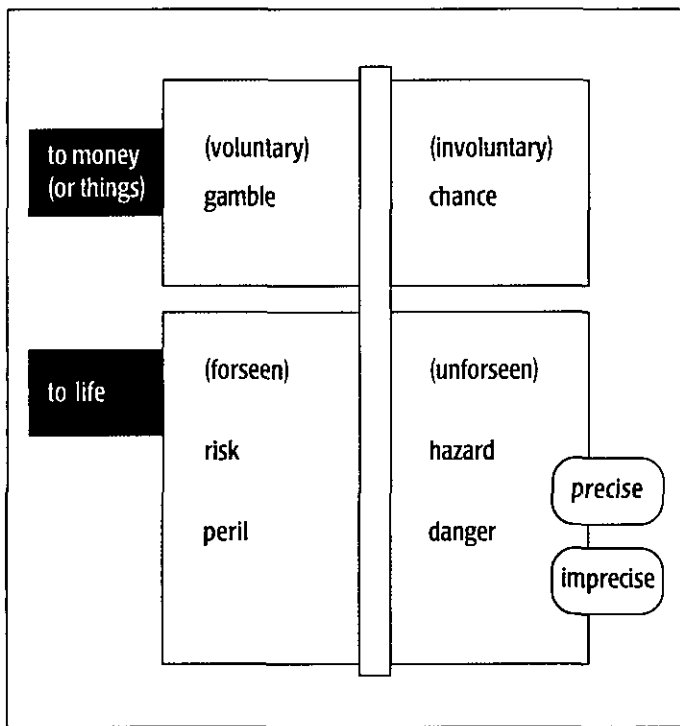 to money
(or things)
(voluntary)
gamble
(involuntary)
chance
to life
(forseen)
(unforseen)
risk
hazard
precise
peril
danger
imprecise